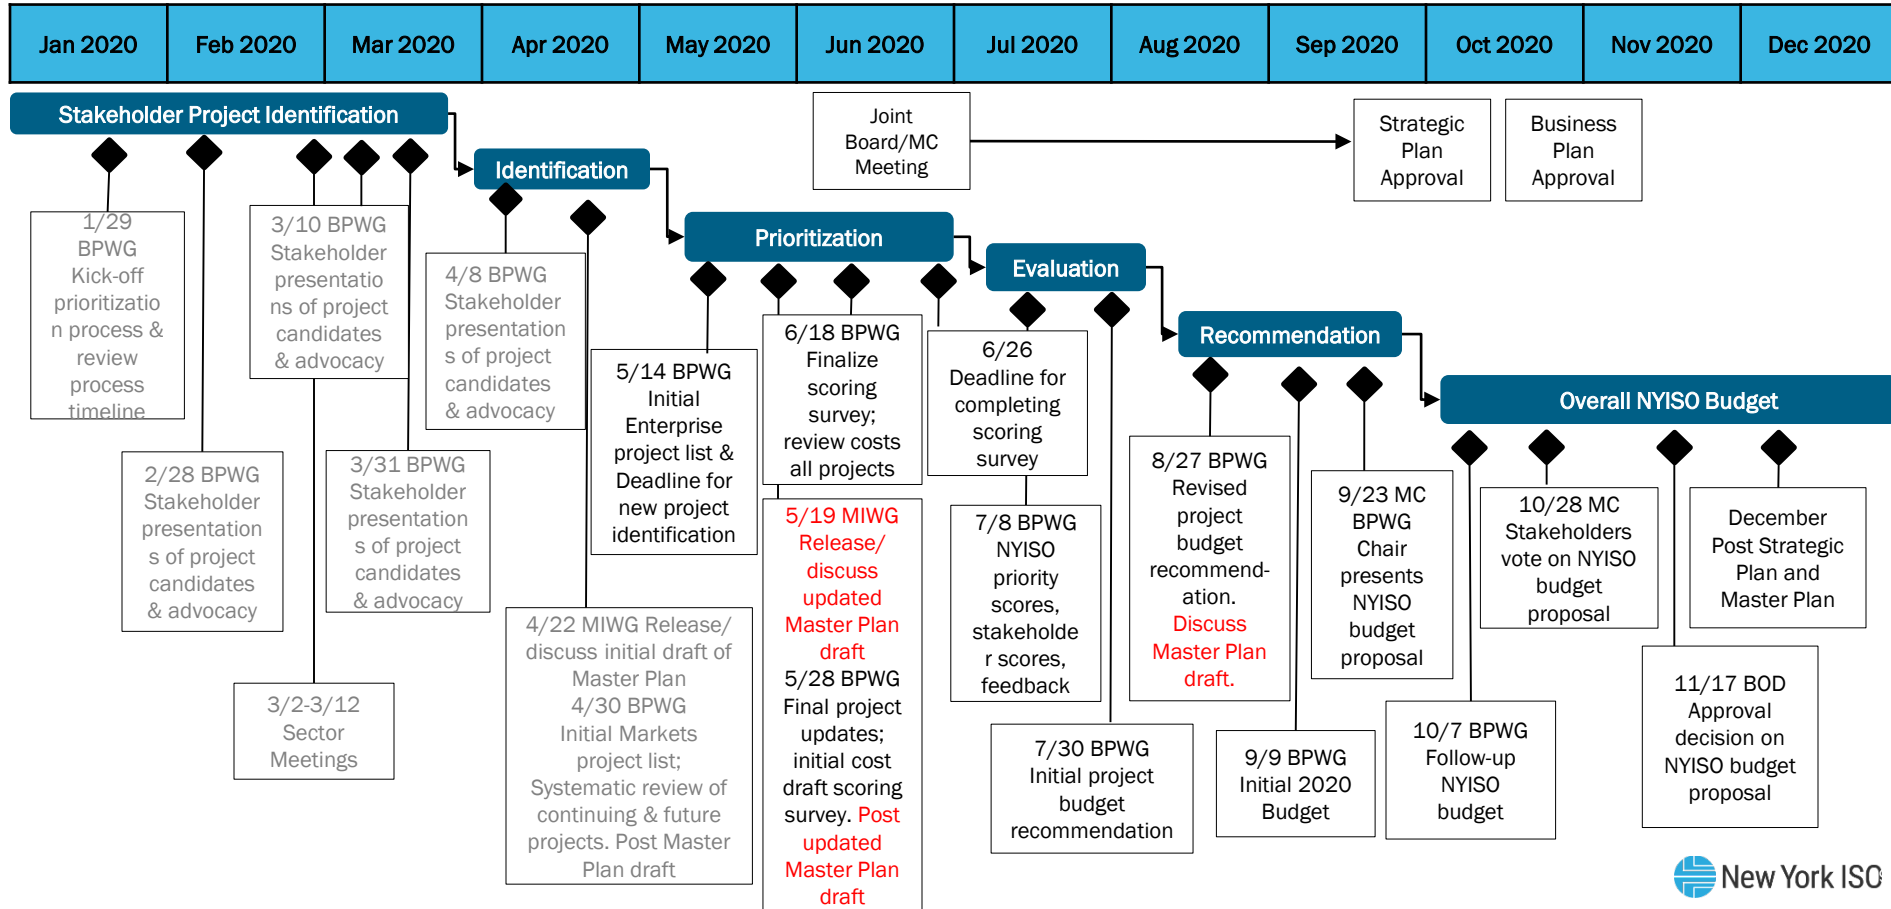 Jan 2020
Feb 2020
Mar 2020
Apr 2020
May 2020
Jun 2020
Jul 2020
Aug 2020
Sep 2020
Oct 2020
Nov 2020
Dec 2020
Stakeholder Project Identification
Identification
Prioritization
Evaluation
Recommendation
Overall NYISO Budget
Joint
Board/MC
Meeting
Strategic
Plan
Approval
Business
Plan
Approval
1/29
BPWG
Kick-off
prioritizatio
n process &
review
process
timeline
2/28 BPWG
Stakeholder
presentation
s of project
candidates
& advocacy
3/10 BPWG
Stakeholder
presentatio
ns of project
candidates
& advocacy
3/2-3/12
Sector
Meetings
3/31 BPWG
Stakeholder
presentation
s of project
candidates
& advocacy
4/8 BPWG
Stakeholder
presentation
s of project
candidates
& advocacy
4/22 MIWG Release/
discuss initial draft of
Master Plan
4/30 BPWG
Initial Markets
project list;
Systematic review of
continuing & future
projects. Post Master
Plan draft
5/14 BPWG
Initial
Enterprise
project list &
Deadline for
new project
identification
6/18 BPWG
Finalize
scoring
survey;
review costs
all projects
5/19 MIWG
Release/
discuss
updated
Master Plan
draft
5/28 BPWG
Final project
updates;
initial cost
draft scoring
survey. Post
updated
Master Plan
draft
6/26
Deadline for
completing
scoring
survey
7/8 BPWG
NYISO
priority
scores,
stakeholde
r scores,
feedback
7/30 BPWG
Initial project
budget
recommendation
8/27 BPWG
Revised
project
budget
recommend-
ation.
Discuss
Master Plan
draft.
9/9 BPWG
Initial 2020
Budget
9/23 MC
BPWG
Chair
presents
NYISO
budget
proposal
10/7 BPWG
Follow-up
NYISO
budget
10/28 MC
Stakeholders
vote on NYISO
budget
proposal
11/17 BOD
Approval
decision on
NYISO budget
proposal
December
Post Strategic
Plan and
Master Plan
New York ISO